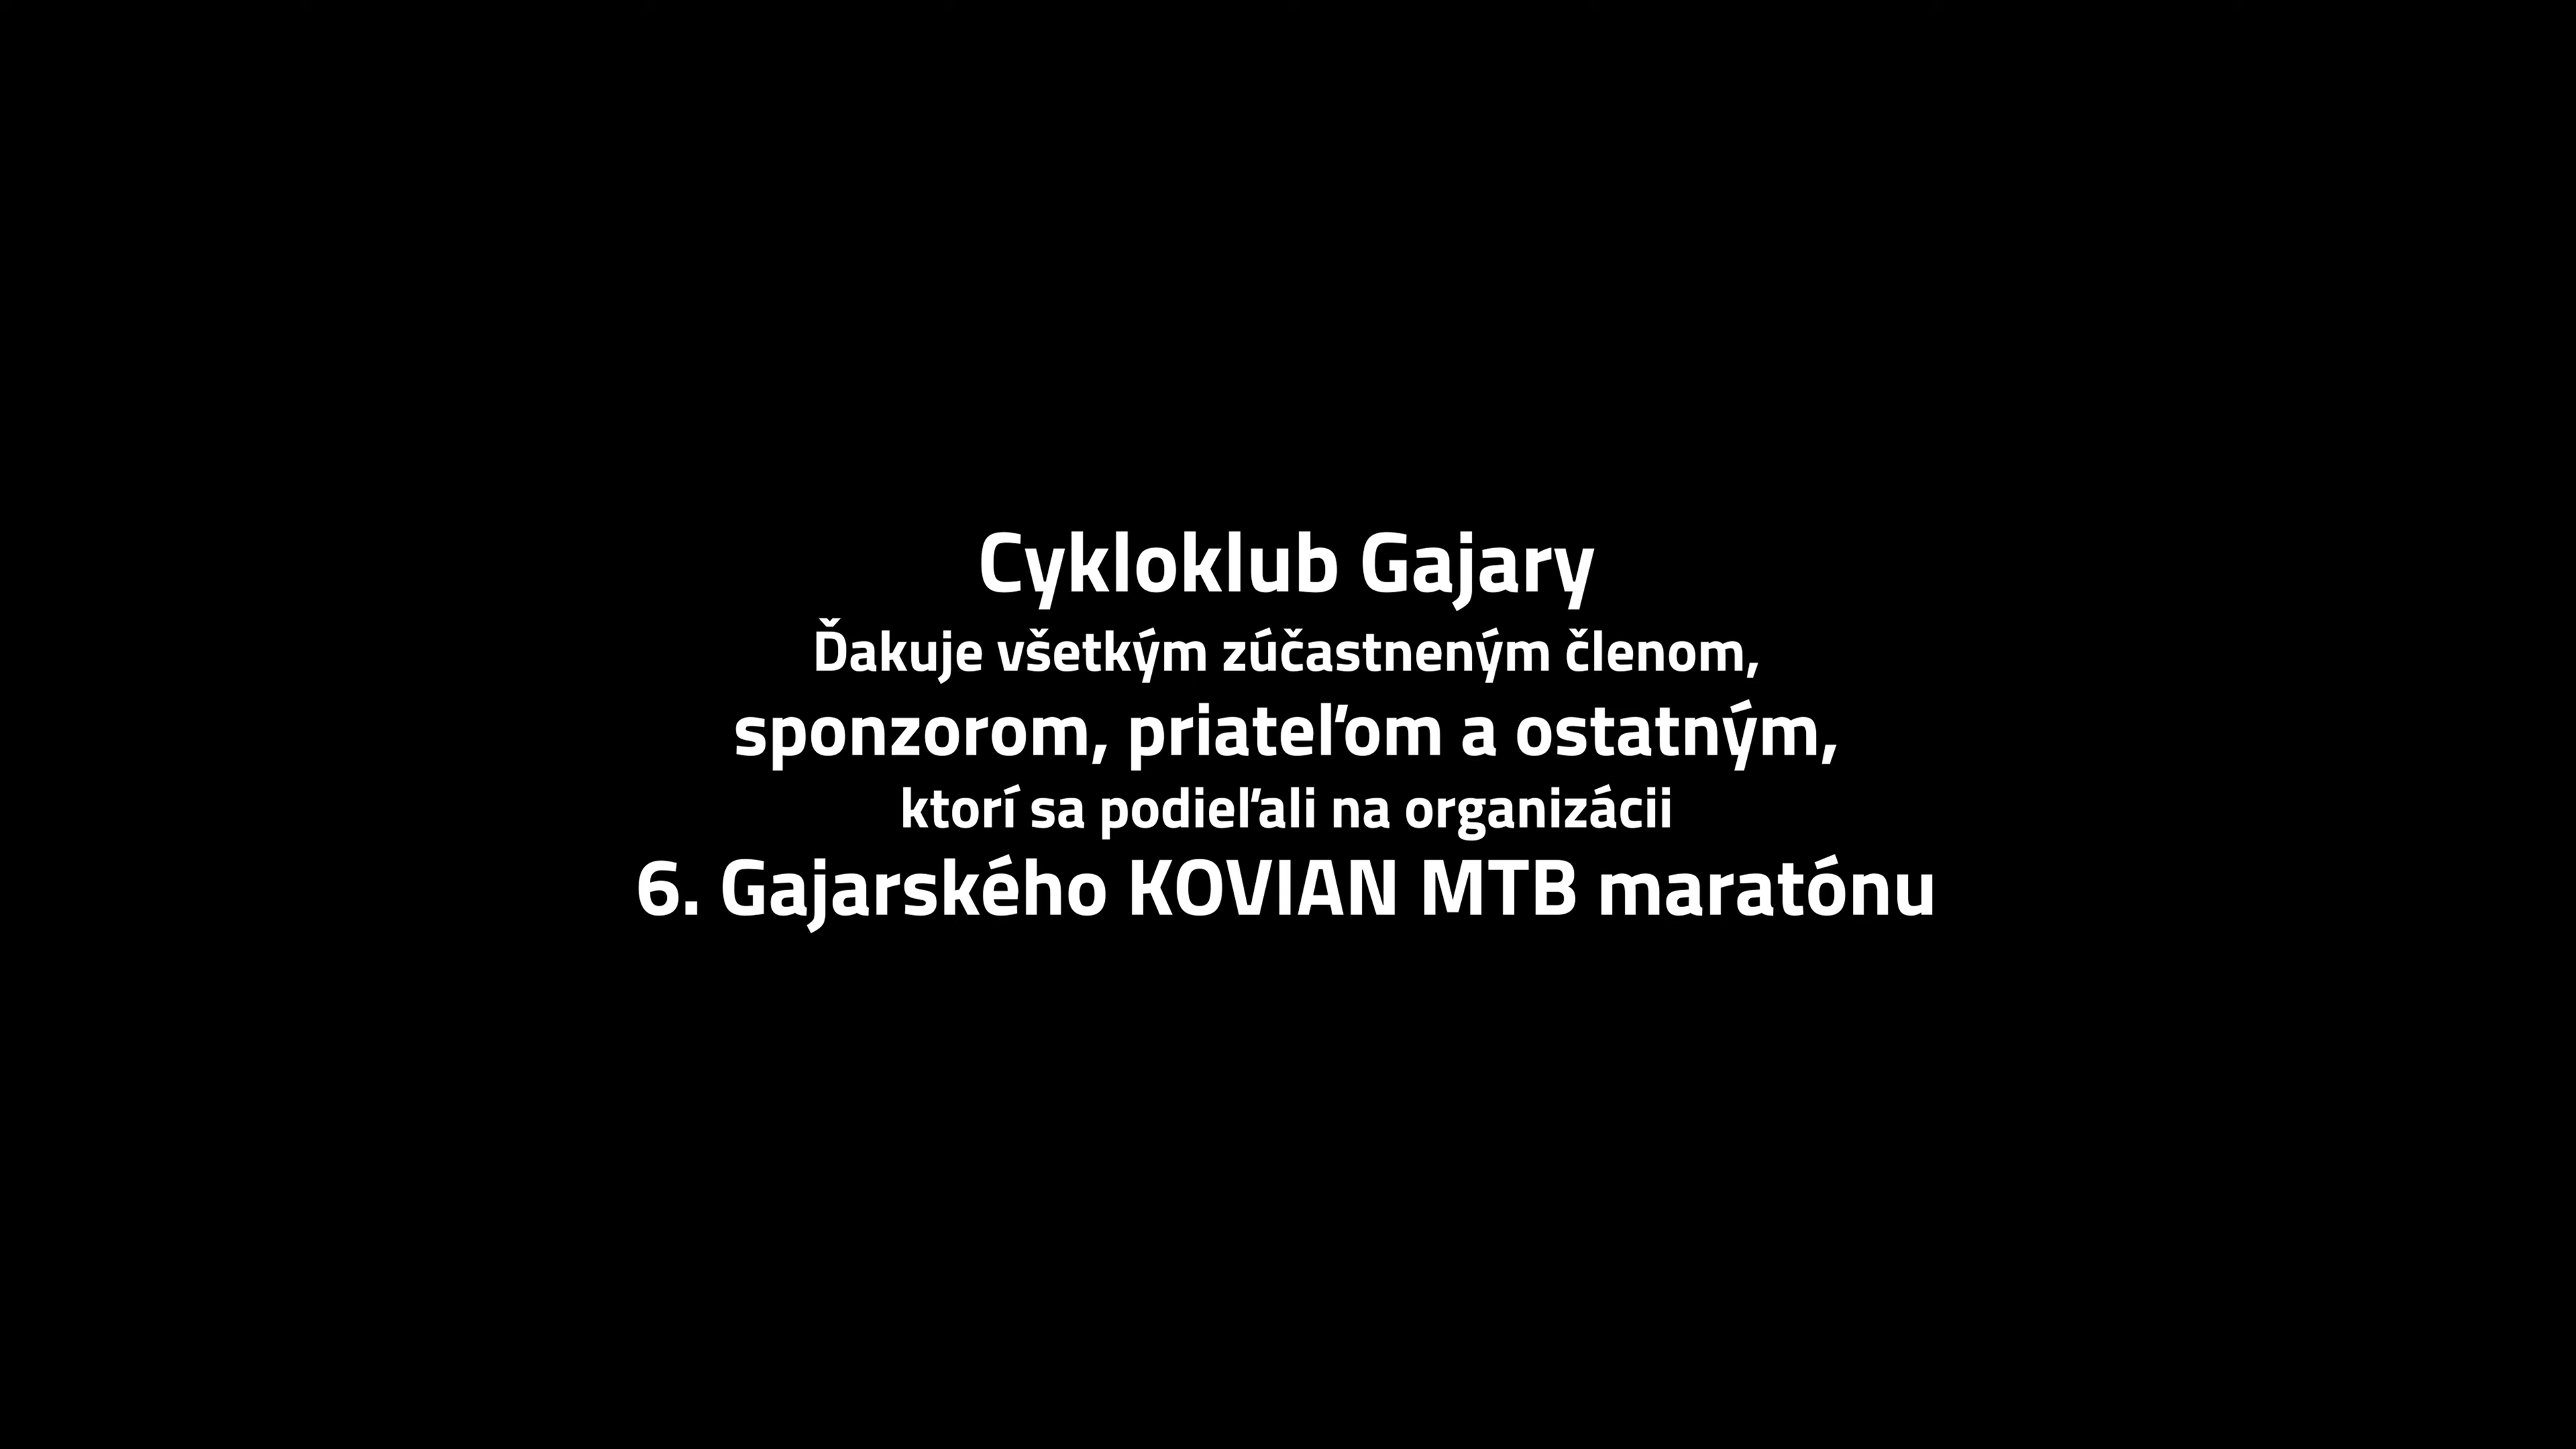 Cykloklub Gajary
Ďakuje všetkým zúčastneným členom,
sponzorom, priateľom a ostatným,
ktorí sa podieľali na organizácii
6. Gajarského KOVIAN MTB maratónu